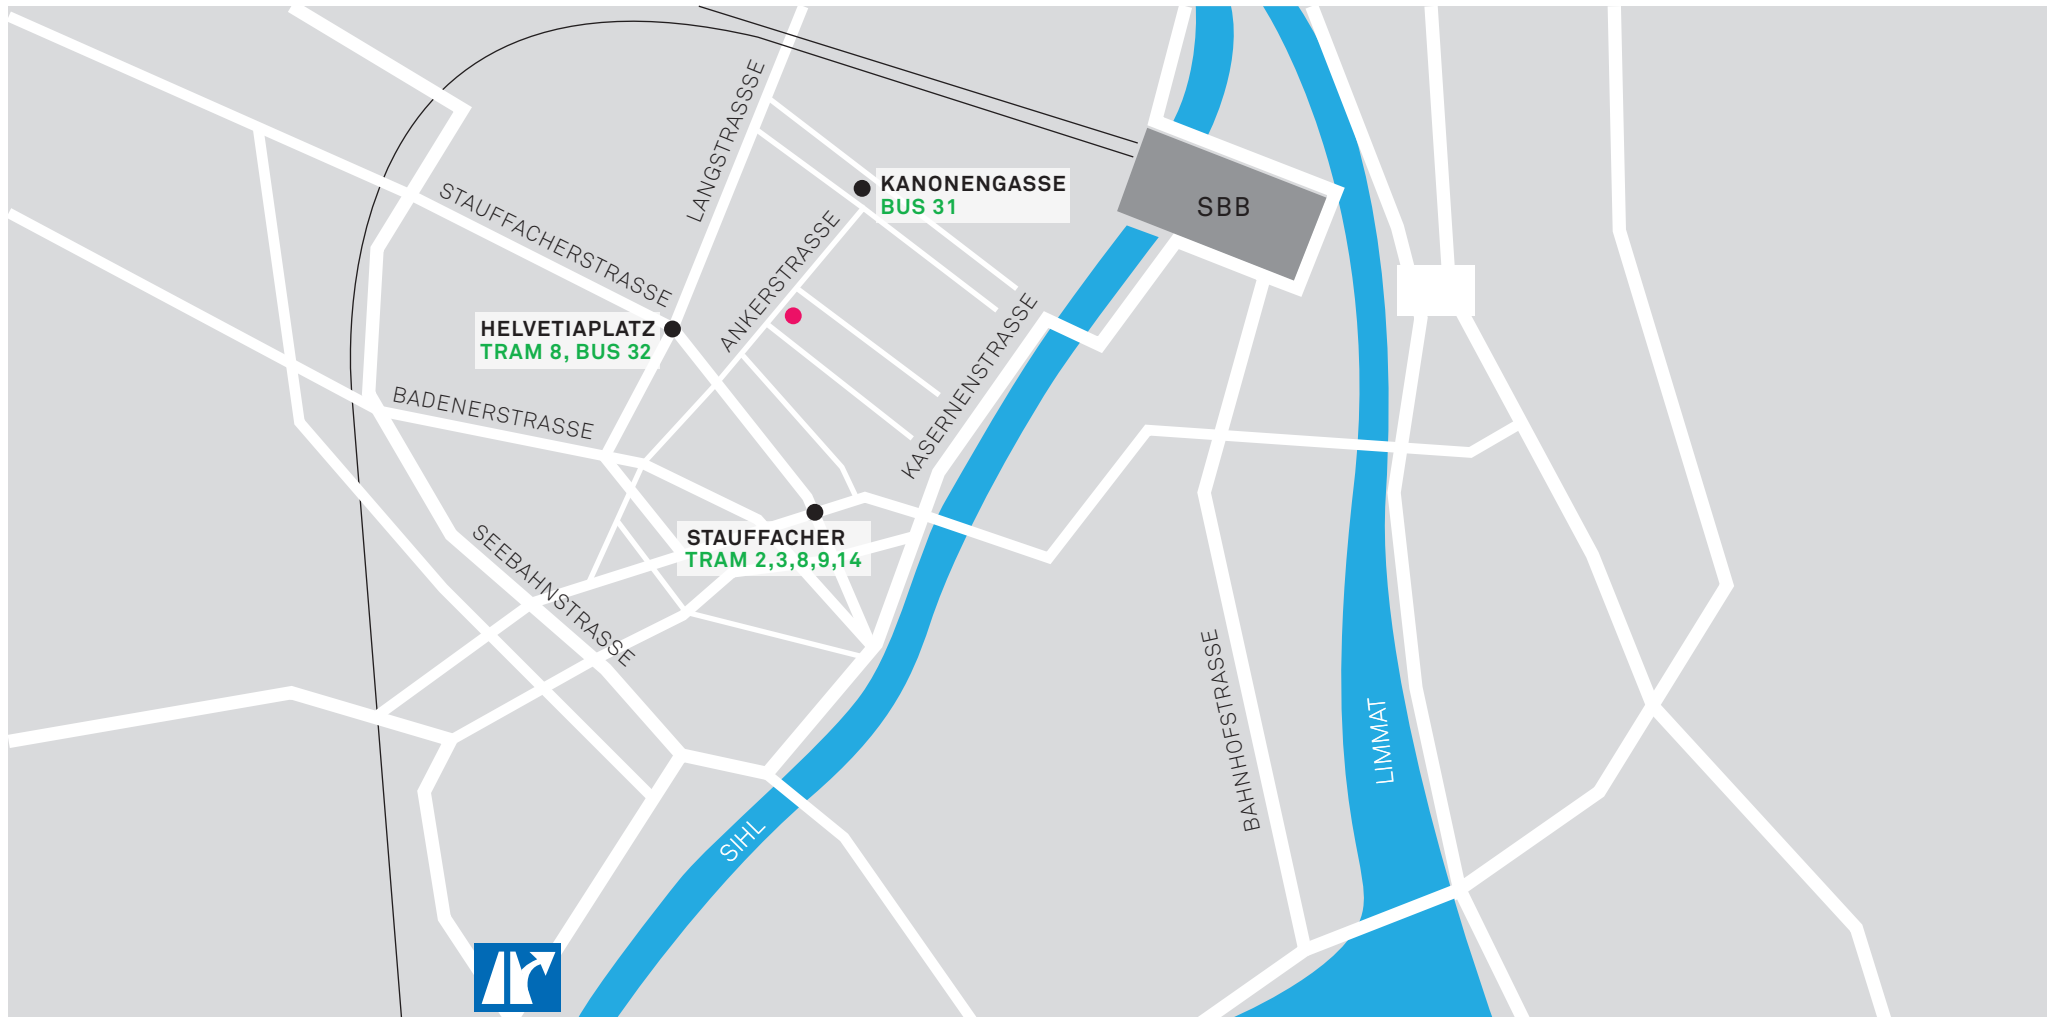 LANGSTRASSSE
KANONENGASSE
BUS 31
SBB
STAUFFACHERSTRASSE
ANKERSTRASSE
HELVETIAPLATZ
TRAM 8, BUS 32
KASERNENSTRASSE
BADENERSTRASSE
STAUFFACHER
TRAM 2,3,8,9,14
SEEBAHNSTRASSE
BAHNHOFSTRASSE
LIMMAT
SIHL